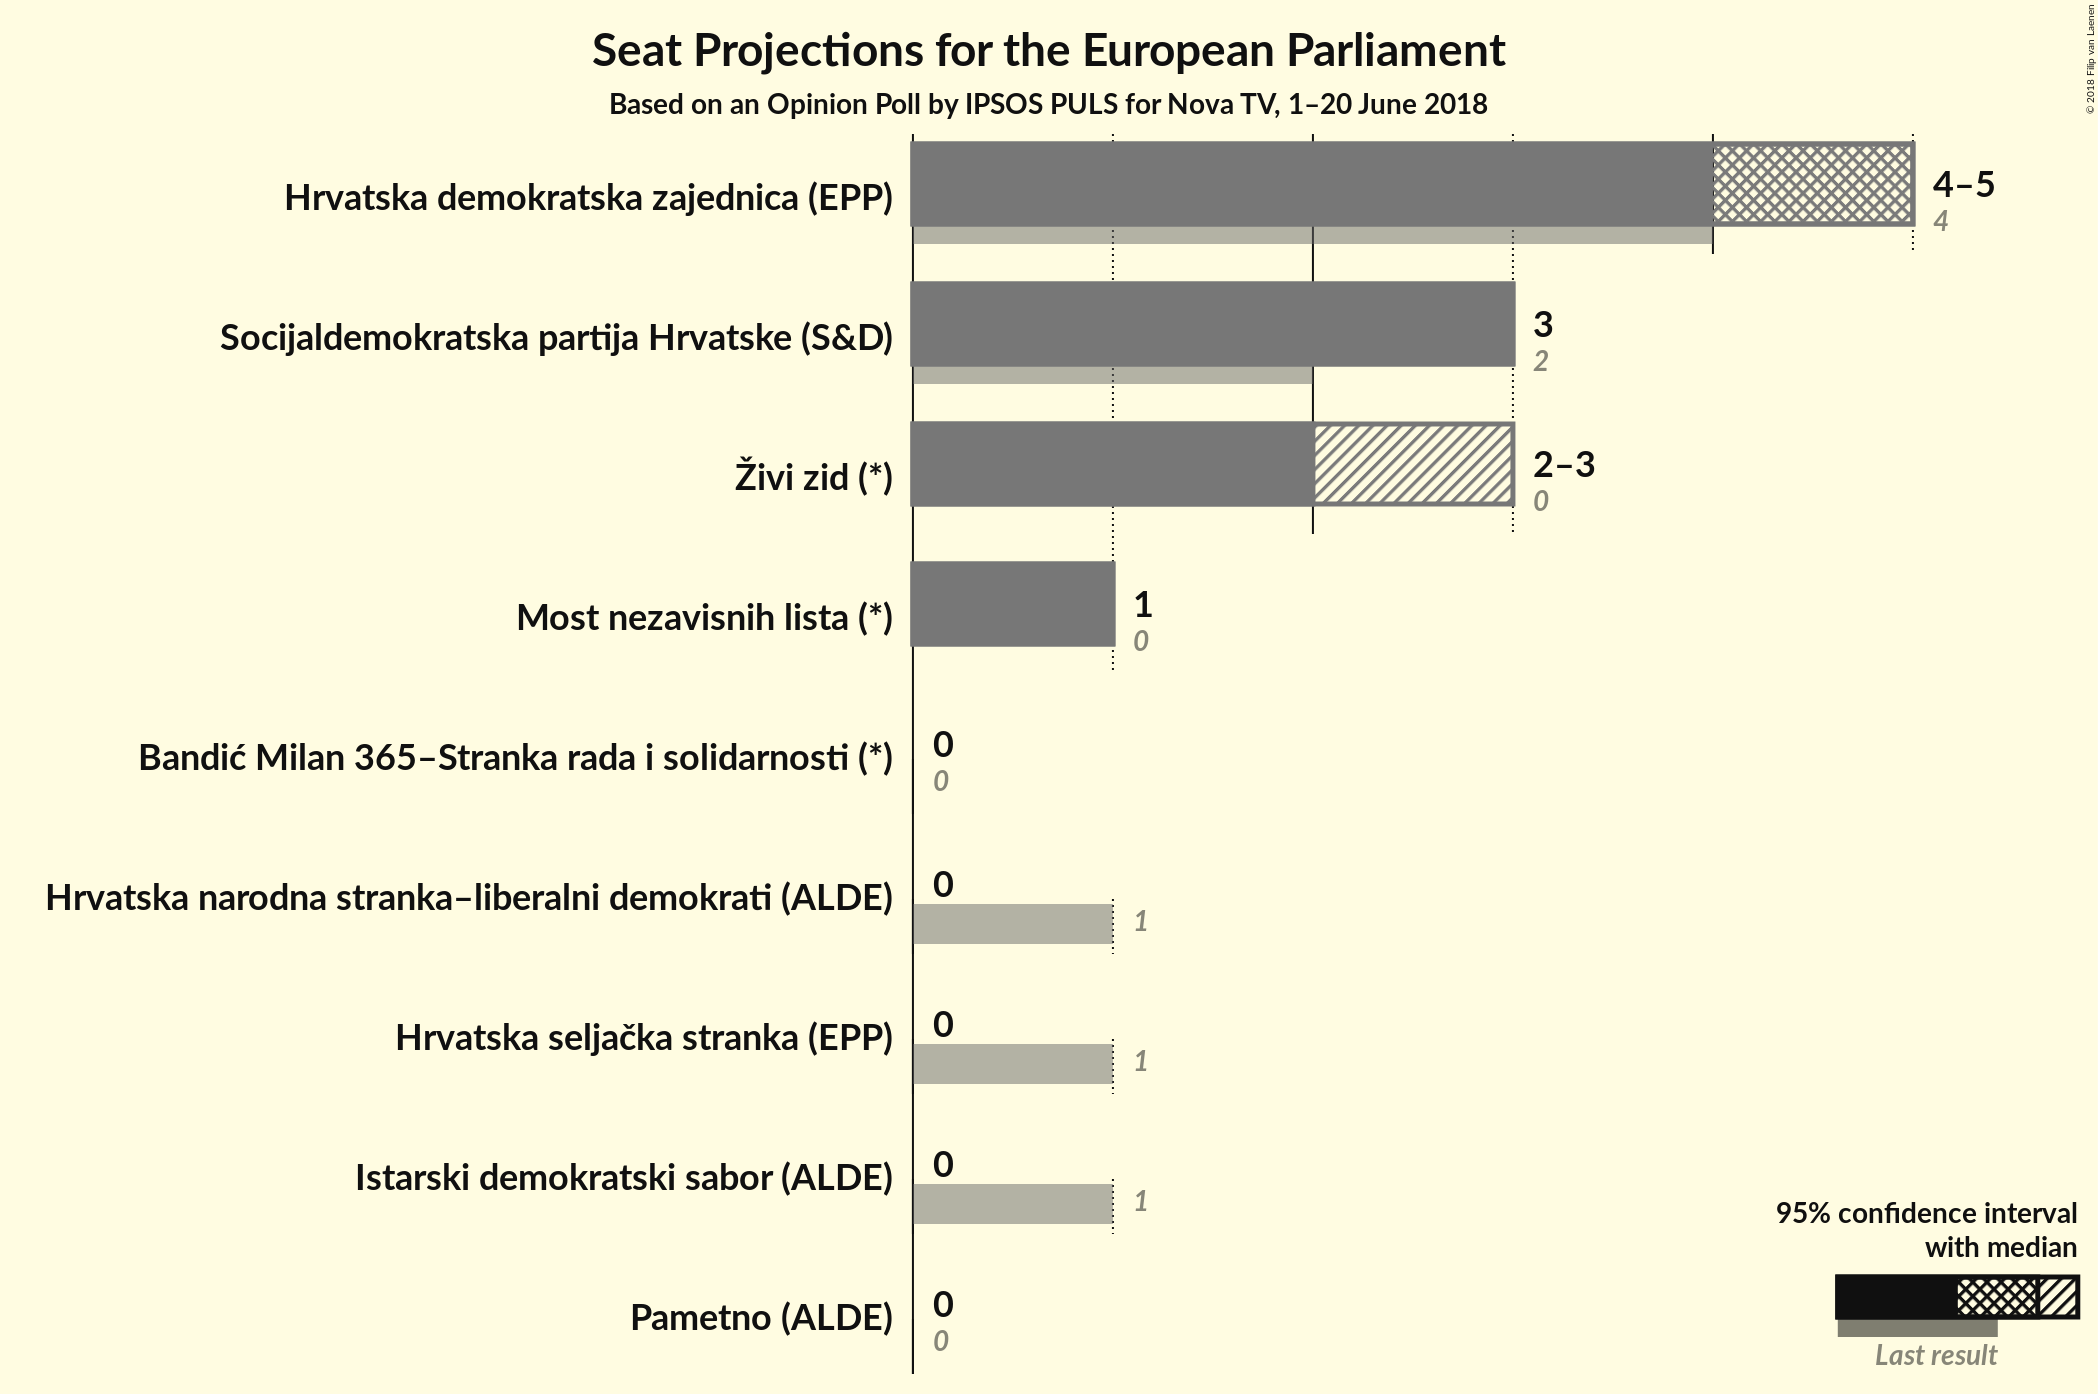 Seat Projections for the European Parliament
Based on an Opinion Poll by IPSOS PULS for Nova TV, 1–20 June 2018
© 2018 Filip van Laenen
Hrvatska demokratska zajednica (EPP)
4–5
4
Socijaldemokratska partija Hrvatske (S&D)
3
2
Živi zid (*)
2–3
0
Most nezavisnih lista (*)
1
0
Bandić Milan 365–Stranka rada i solidarnosti (*)
0
0
Hrvatska narodna stranka–liberalni demokrati (ALDE)
0
1
Hrvatska seljačka stranka (EPP)
0
1
Istarski demokratski sabor (ALDE)
0
1
Pametno (ALDE)
0
0
95% confidence interval
with median
Last result